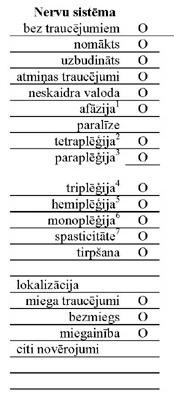 Nervu sistēma
bez traucējumiem O
nomākts O
uzbudināts O
atmiņas traucējumi O
neskaidra valoda O
afāzija¹ O
paralīze
tetraplēģija² O
paraplēģija³ O
triplēģija⁴ O
hemiplēģija⁵ O
monoplēģija⁶ O
spasticitāte⁷ O
tirpšana O
lokalizācija
miega traucējumi O
bezmiegs O
miegainība O
citi novērojumi